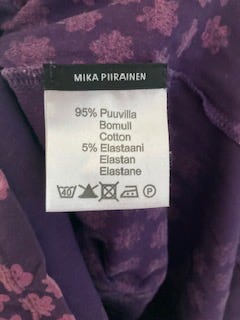 MIKA PIIRAINEN
95% Puuvilla
Bomull
Cotton
5% Elastaani
Elastan
Elastane
40 P